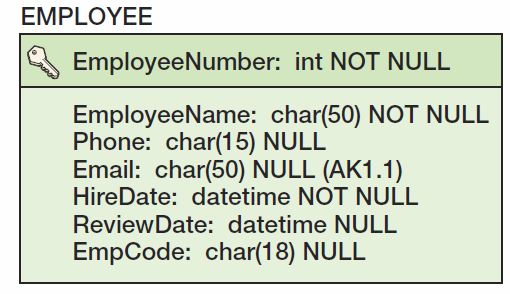 EMPLOYEE
EmployeeNumber: int NOT NULL
EmployeeName: char(50) NOT NULL
Phone: char(15) NULL
Email: char(50) NULL (AK1.1)
HireDate: datetime NOT NULL
ReviewDate: datetime NULL
EmpCode: char(18) NULL